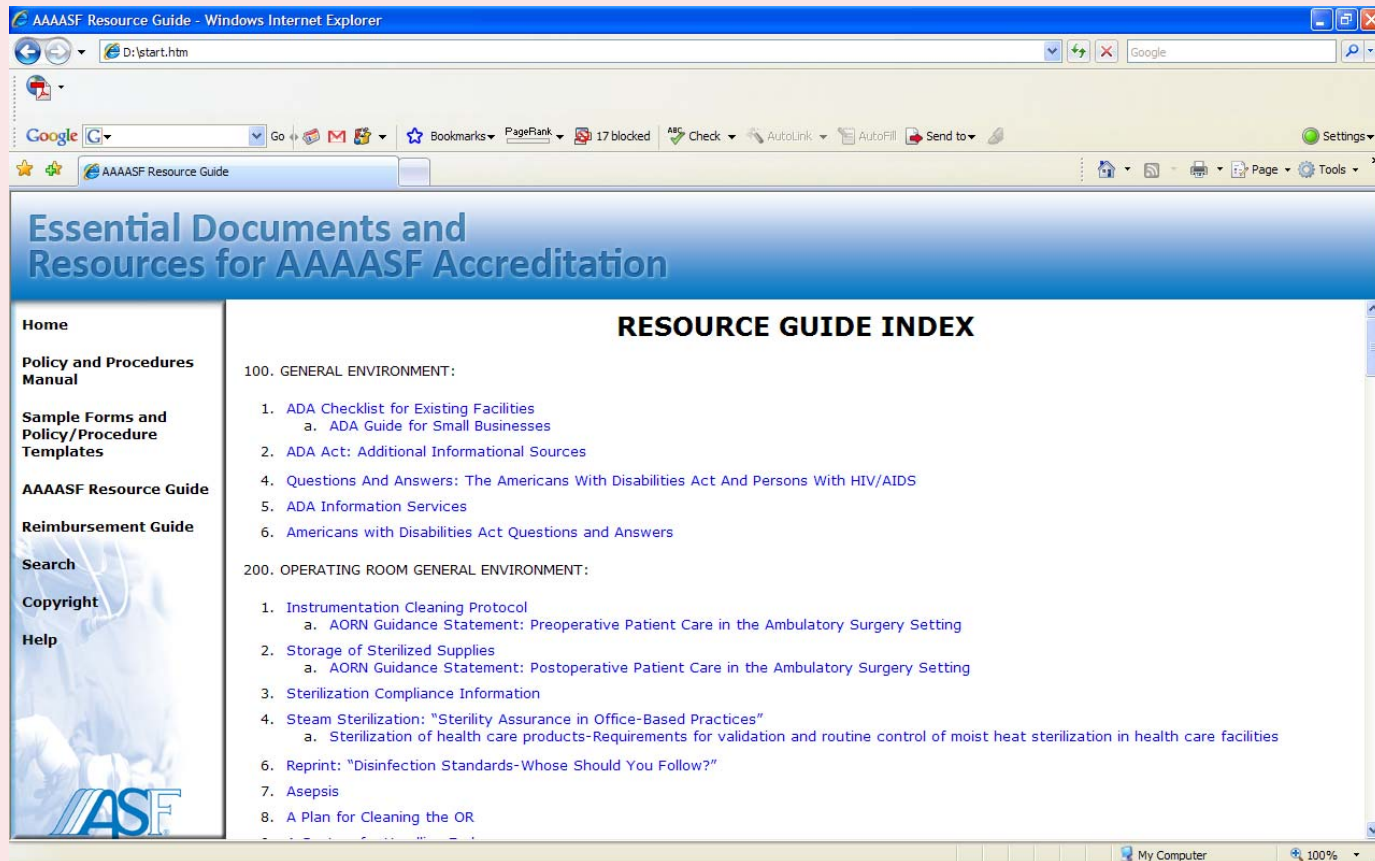 AAAASF Resource Guide - Windows Internet Explorer
D:\start.htm
Google
Google G
Go
Bookmarks
PageRank
17 blocked
ABC Check
AutoLink
AutoFill
Send to
Settings
AAAASF Resource Guide
Page
Tools
Essential Documents and
Resources for AAAASF Accreditation
Home
Policy and Procedures
Manual
Sample Forms and
Policy/Procedure
Templates
AAAASF Resource Guide
Reimbursement Guide
Search
Copyright
Help
ASF
RESOURCE GUIDE INDEX
100. GENERAL ENVIRONMENT:
1. ADA Checklist for Existing Facilities
a. ADA Guide for Small Businesses
2. ADA Act: Additional Informational Sources
4. Questions And Answers: The Americans With Disabilities Act And Persons With HIV/AIDS
5. ADA Information Services
6. Americans with Disabilities Act Questions and Answers
200. OPERATING ROOM GENERAL ENVIRONMENT:
1. Instrumentation Cleaning Protocol
a. AORN Guidance Statement: Preoperative Patient Care in the Ambulatory Surgery Setting
2. Storage of Sterilized Supplies
a. AORN Guidance Statement: Postoperative Patient Care in the Ambulatory Surgery Setting
3. Sterilization Compliance Information
4. Steam Sterilization: “Sterility Assurance in Office-Based Practices”
a. Sterilization of health care products-Requirements for validation and routine control of moist heat sterilization in health care facilities
6. Reprint: “Disinfection Standards-Whose Should You Follow?”
7. Asepsis
8. A Plan for Cleaning the OR
My Computer
100%